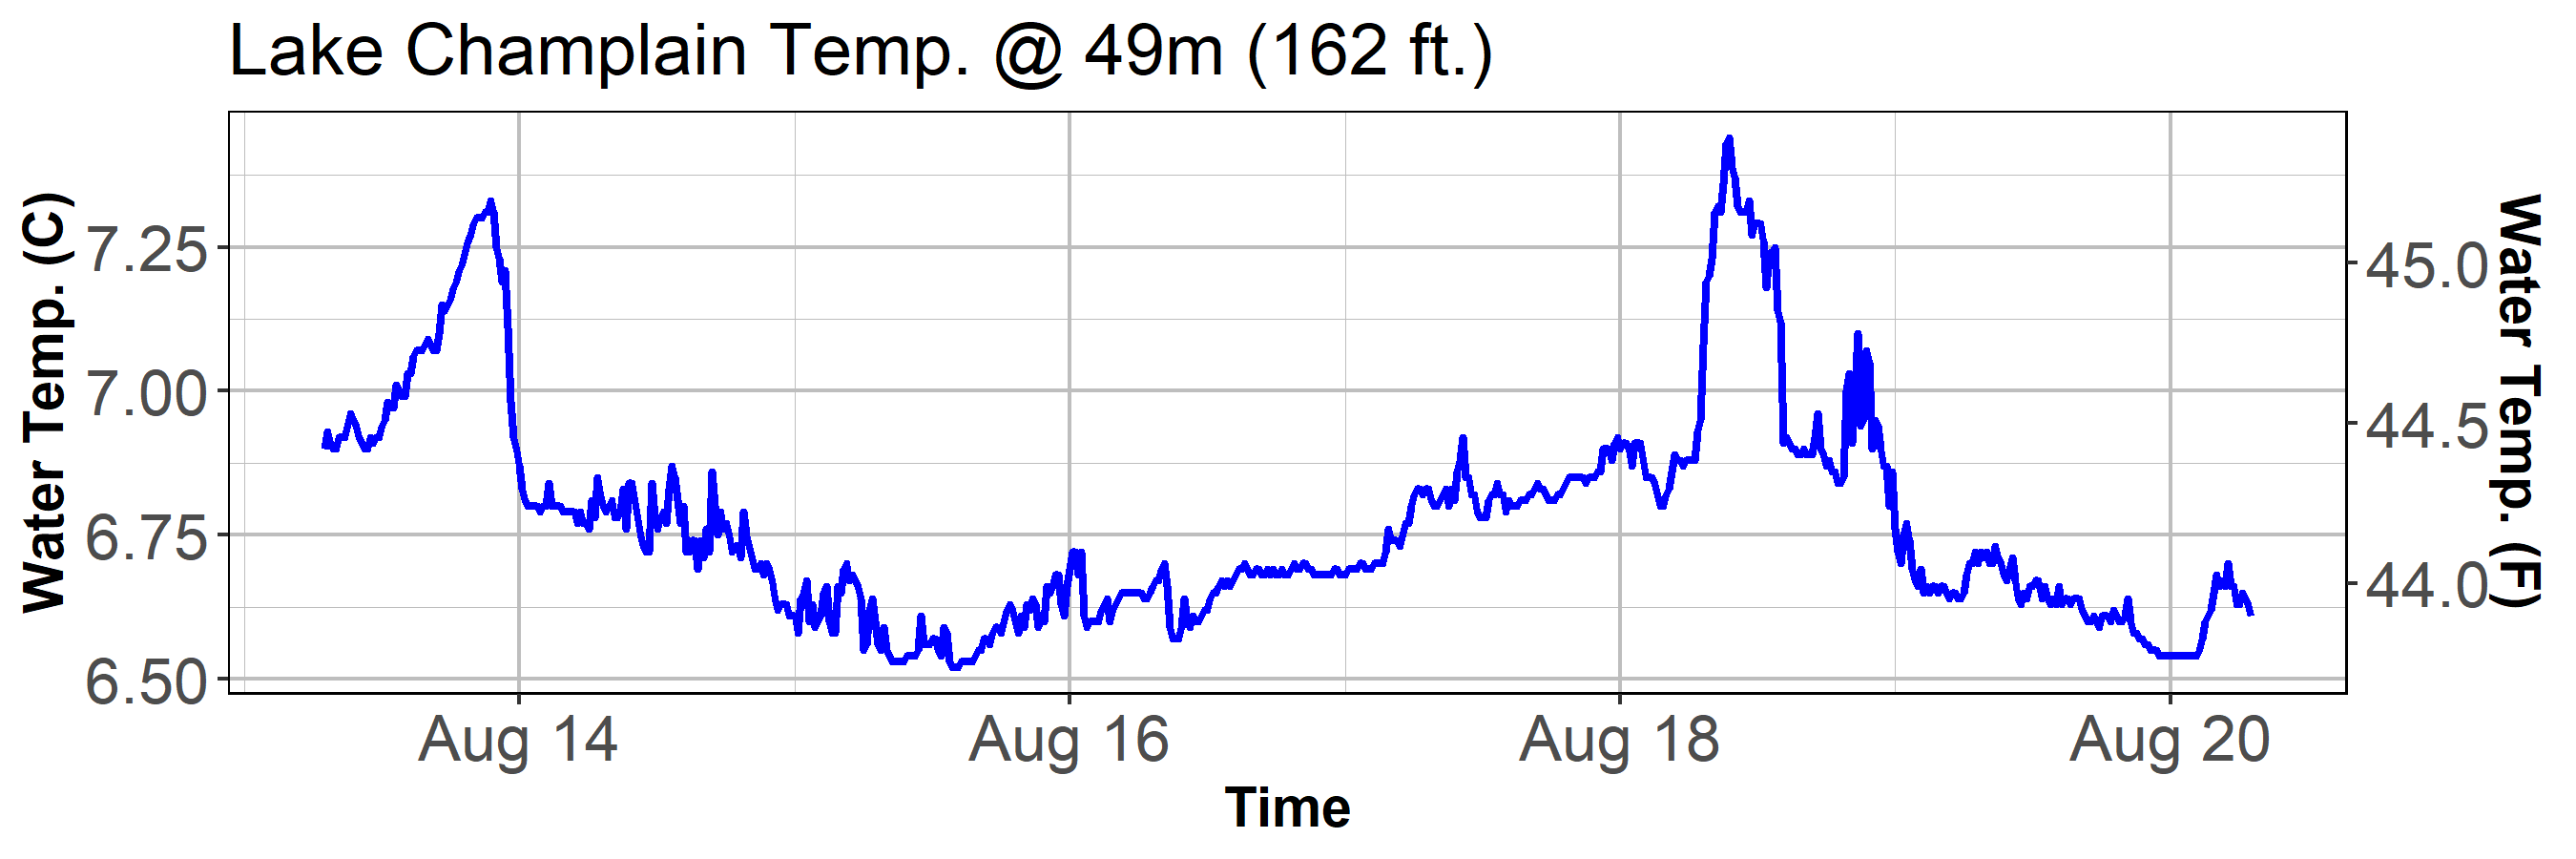 Lake Champlain Temp. @ 49m (162 ft.)
Water Temp. (C)
7.25
7.00
6.75
6.50
45.0
44.5
44.0
Water Temp. (F)
Aug 14 Aug 16 Aug 18 Aug 20
Time